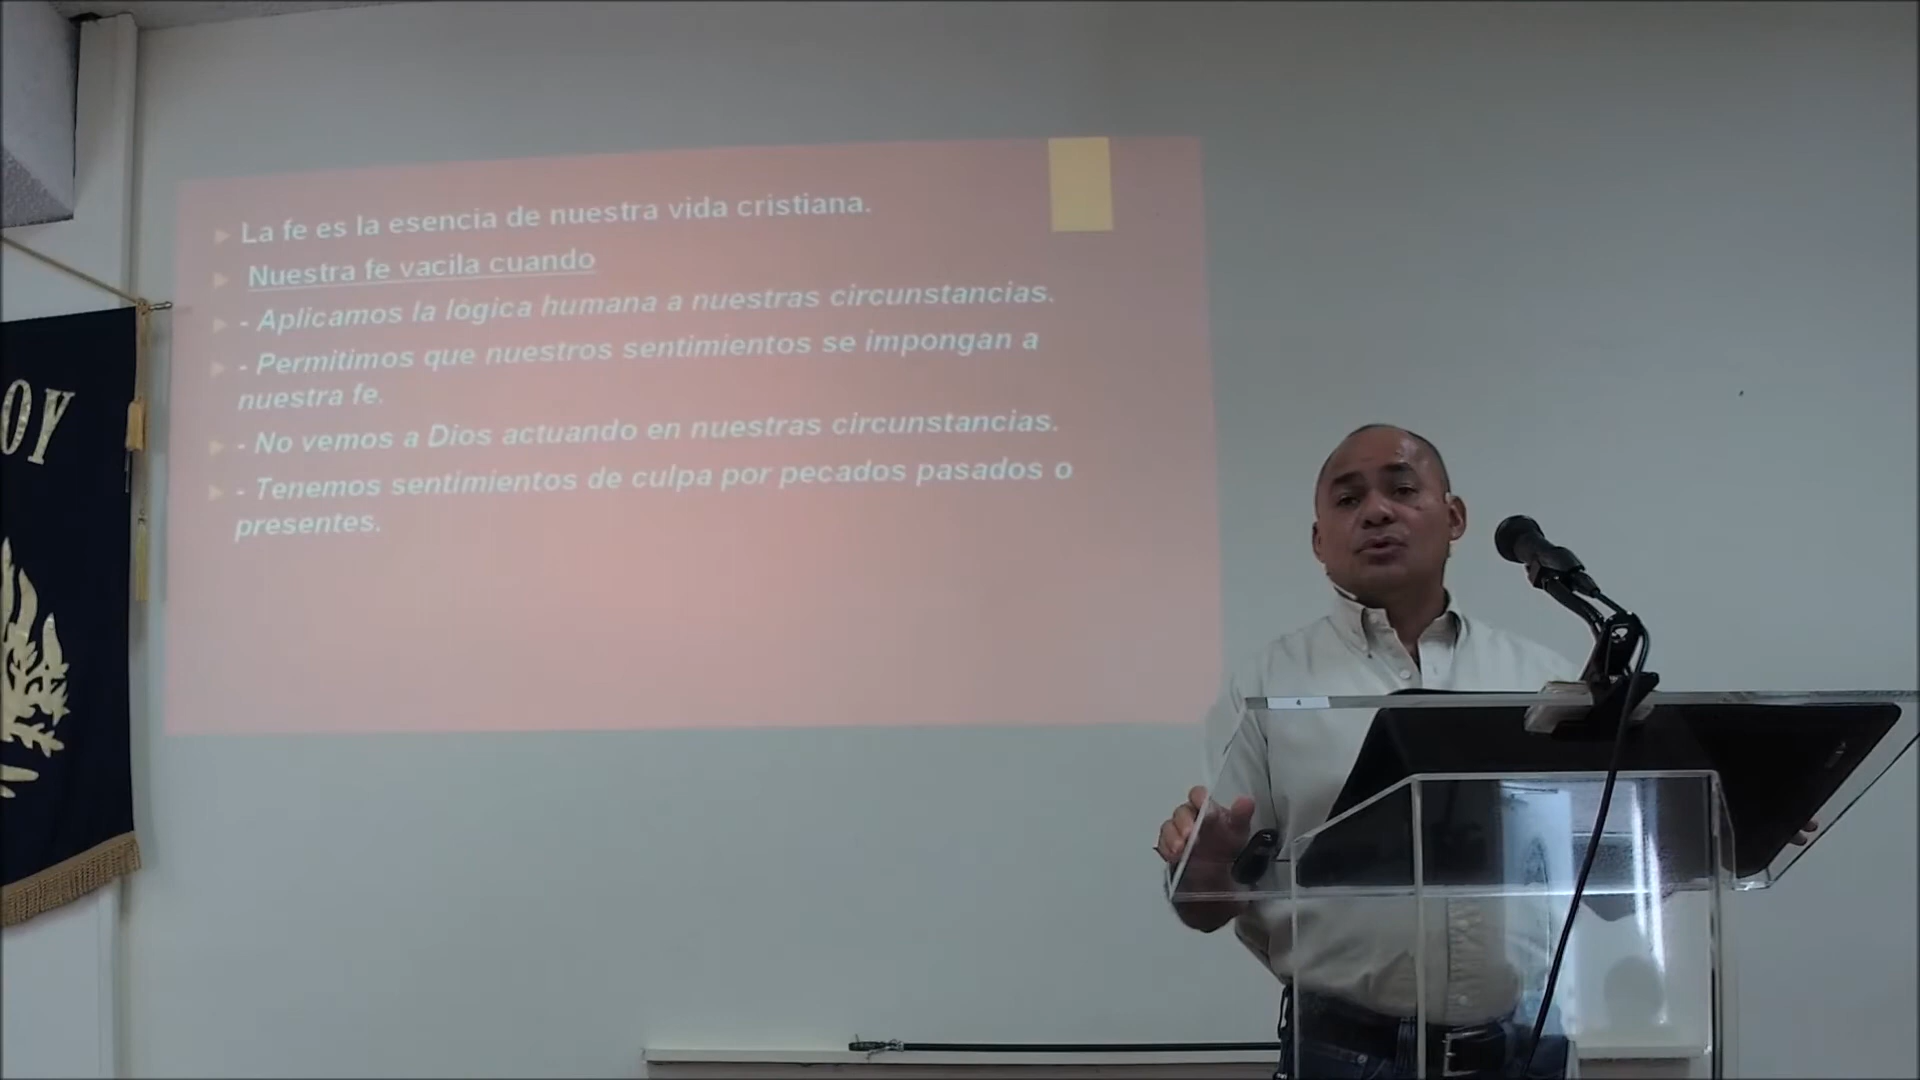 La fe es la esencia de nuestra vida cristiana.
Nuestra fe vacila cuando
- Aplicamos la lógica humana a nuestras circunstancias.
- Permitimos que nuestros sentimientos se impongan a
nuestra fe.
- No vemos a Dios actuando en nuestras circunstancias.
- Tenemos sentimientos de culpa por pecados pasados o
presentes.
OY
4